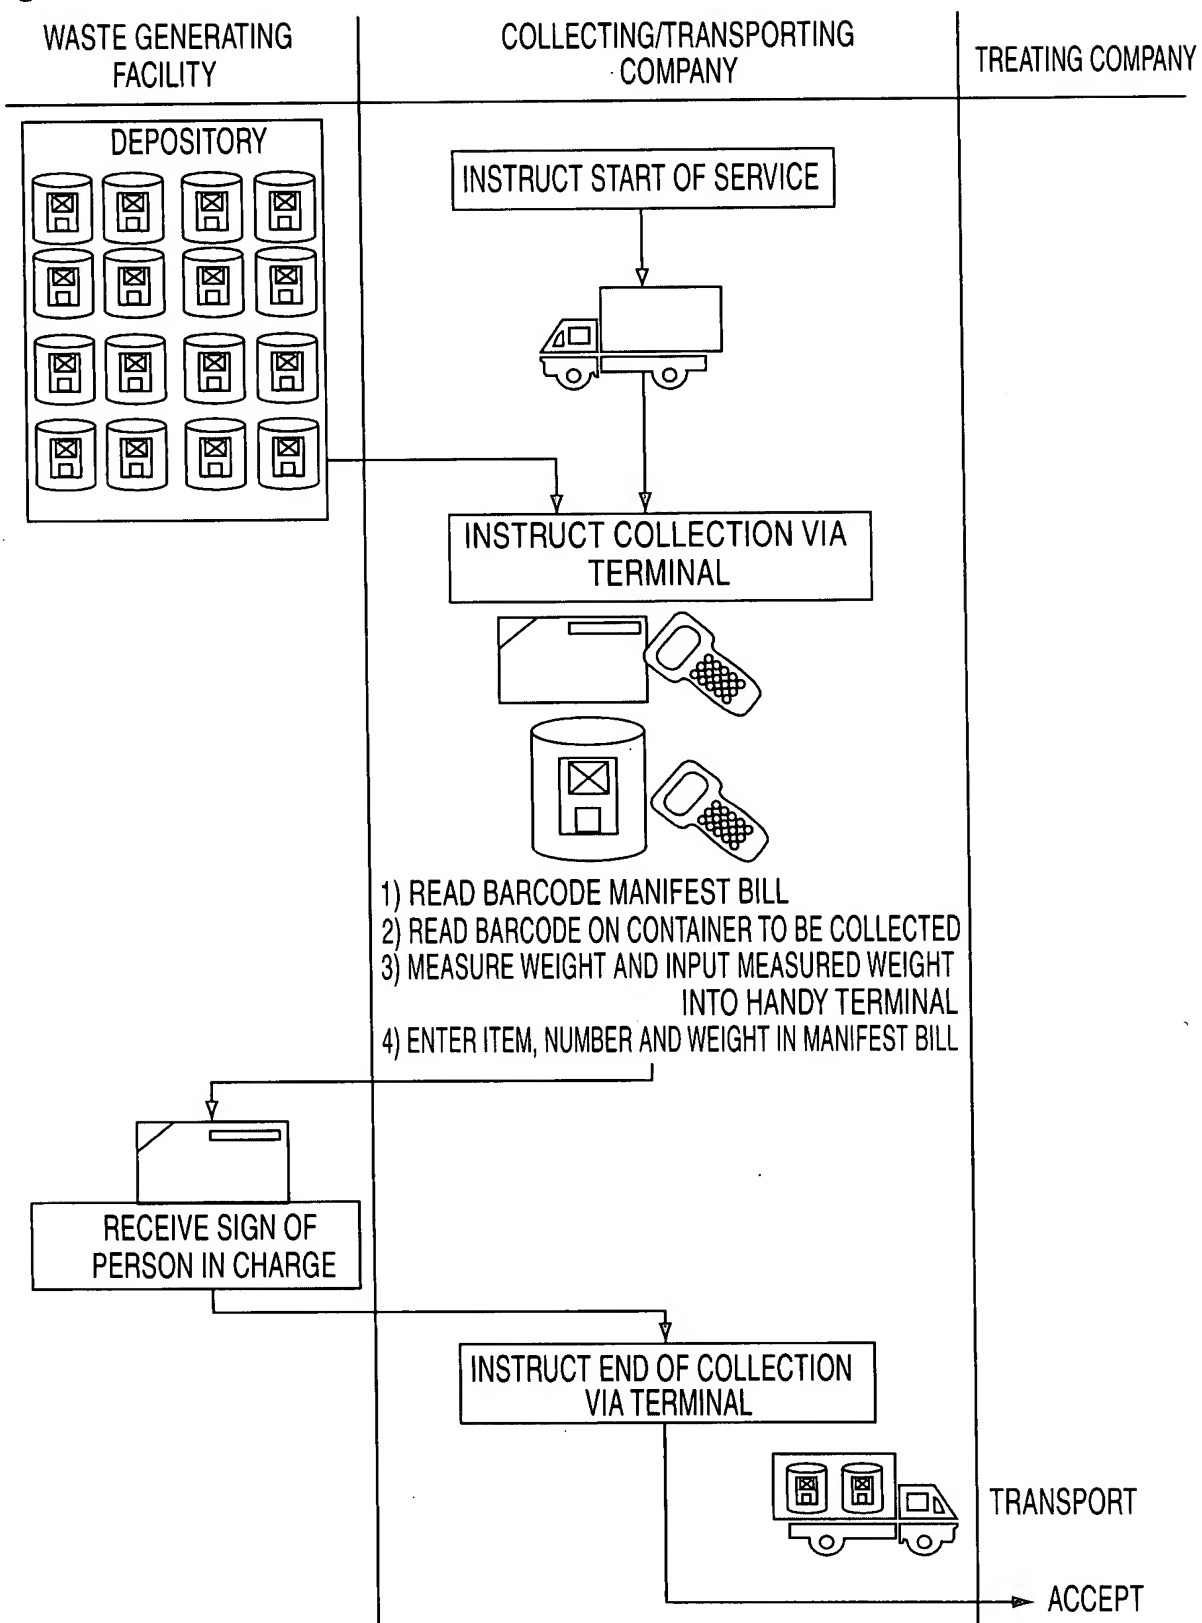 WASTE GENERATING
FACILITY
COLLECTING/TRANSPORTING
COMPANY
TREATING COMPANY
DEPOSITORY
INSTRUCT START OF SERVICE
INSTRUCT COLLECTION VIA
TERMINAL
1) READ BARCODE MANIFEST BILL
2) READ BARCODE ON CONTAINER TO BE COLLECTED
3) MEASURE WEIGHT AND INPUT MEASURED WEIGHT
INTO HANDY TERMINAL
4) ENTER ITEM, NUMBER AND WEIGHT IN MANIFEST BILL
RECEIVE SIGN OF
PERSON IN CHARGE
INSTRUCT END OF COLLECTION
VIA TERMINAL
TRANSPORT
ACCEPT